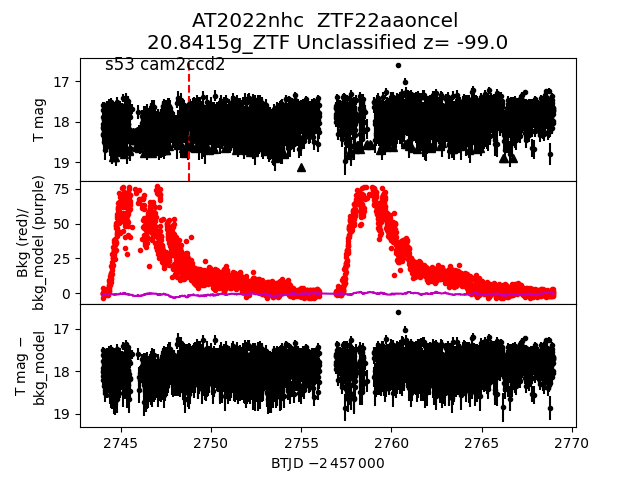 AT2022nhc  ZTF22aaoncel
20.8415g_ZTF Unclassified z= -99.0
s53 cam2ccd2
T mag
17
18
19
Bkg (red)/
bkg_model (purple)
75
50
25
0
T mag −
bkg_model
17
18
19
2745 2750 2755 2760 2765 2770
BTJD −2 457 000